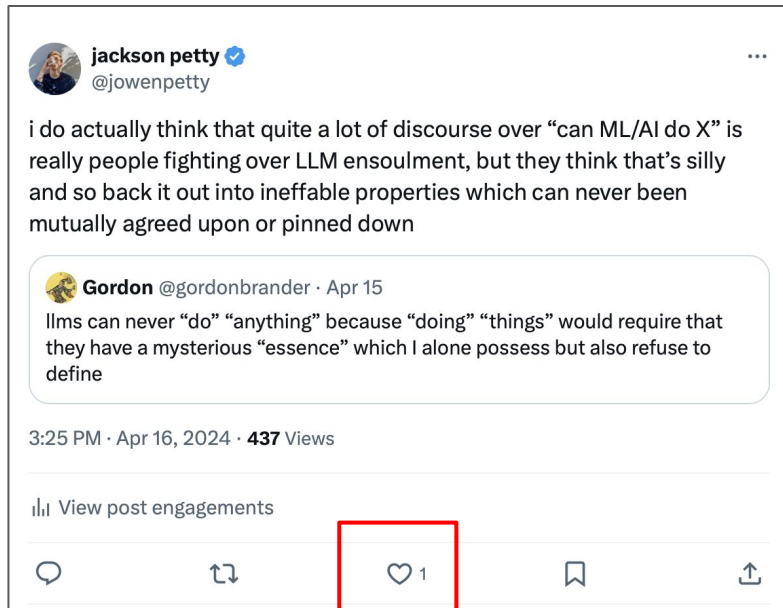 jackson petty
@jowenpetty
i do actually think that quite a lot of discourse over “can ML/AI do X” is
really people fighting over LLM ensoulment, but they think that’s silly
and so back it out into ineffable properties which can never been
mutually agreed upon or pinned down
Gordon @gordonbrander · Apr 15
llms can never “do” “anything” because “doing” “things” would require that
they have a mysterious “essence” which I alone possess but also refuse to
define
3:25 PM · Apr 16, 2024 · 437 Views
View post engagements
1